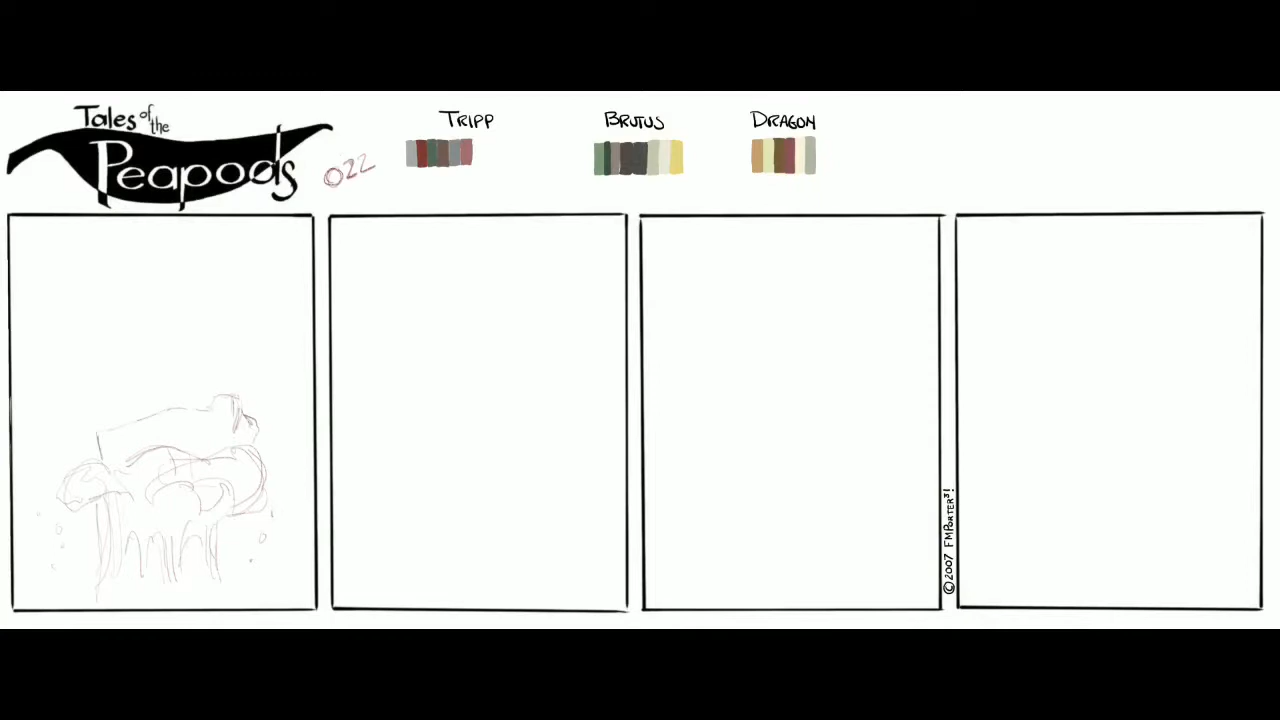 Tales of the
Peapods
022
TRIPP
BRUTUS
DRAGON
©2007 FMPORTER³!